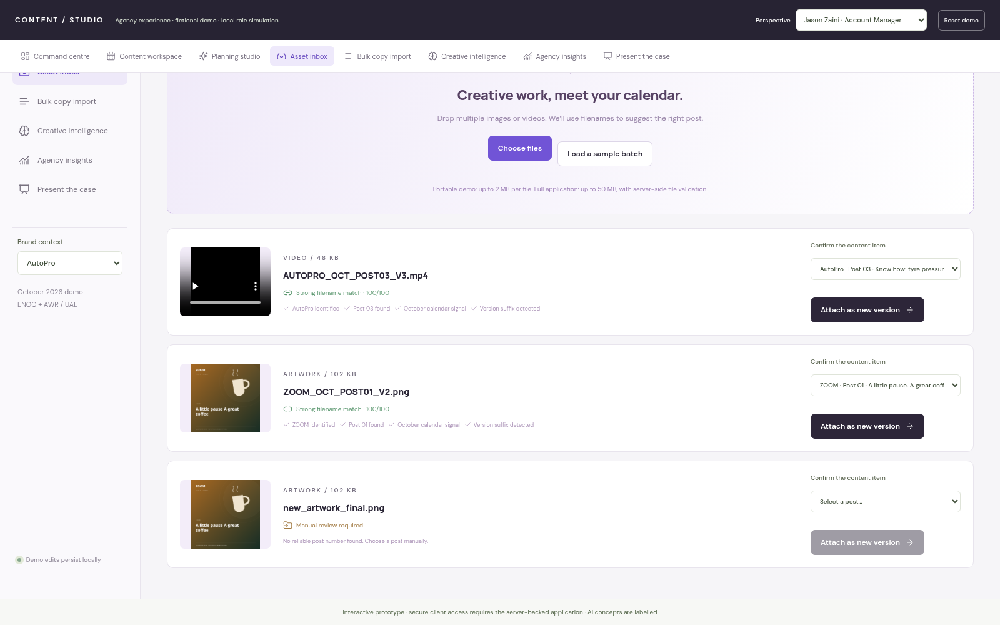 CONTENT / STUDIO
Agency experience · fictional demo · local role simulation
Perspective
Jason Zaini · Account Manager
Reset demo
Command centre
Content workspace
Planning studio
Asset inbox
Bulk copy import
Creative intelligence
Agency insights
Present the case
Asset inbox
Bulk copy import
Creative intelligence
Agency insights
Present the case
Brand context
AutoPro
October 2026 demo
ENOC + AWR / UAE
Demo edits persist locally
Creative work, meet your calendar.
Drop multiple images or videos. We'll use filenames to suggest the right post.
Choose files
Load a sample batch
Portable demo: up to 2 MB per file. Full application: up to 50 MB, with server-side file validation.
VIDEO / 46 KB
AUTOPRO_OCT_POST03_V3.mp4
Strong filename match · 100/100
AutoPro identified
Post 03 found
October calendar signal
Version suffix detected
Confirm the content item
AutoPro · Post 03 · Know how: tyre pressur
Attach as new version
ZOOM
A little pause A great
coffee
ARTWORK / 102 KB
ZOOM_OCT_POST01_V2.png
Strong filename match · 100/100
ZOOM identified
Post 01 found
October calendar signal
Version suffix detected
Confirm the content item
ZOOM · Post 01 · A little pause. A great coff
Attach as new version
ZOOM
A little pause A great
coffee
ARTWORK / 102 KB
new_artwork_final.png
Manual review required
No reliable post number found. Choose a post manually.
Confirm the content item
Select a post…
Attach as new version
Interactive prototype · secure client access requires the server-backed application · AI concepts are labelled